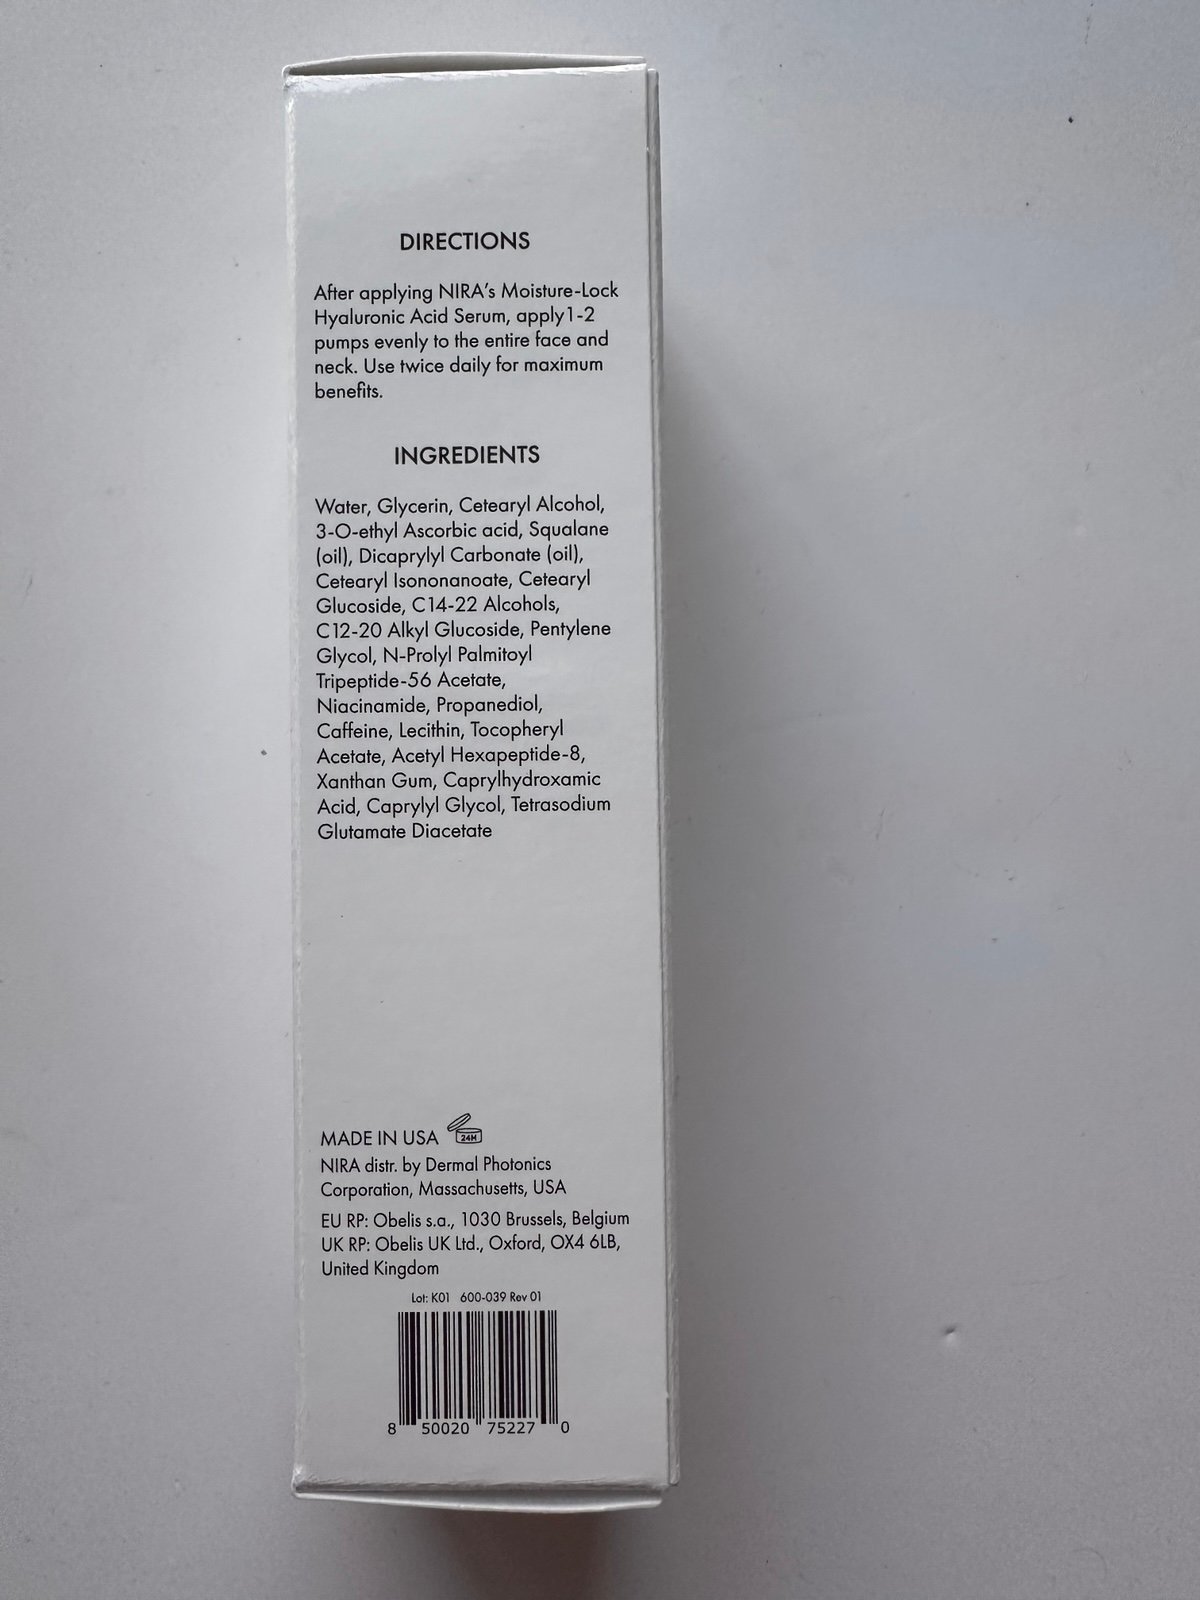 DIRECTIONS
After applying NIRA's Moisture-Lock
Hyaluronic Acid Serum, apply1-2
pumps evenly to the entire face and
neck. Use twice daily for maximum
benefits.
INGREDIENTS
Water, Glycerin, Cetearyl Alcohol,
3-O-ethyl Ascorbic acid, Squalane
(oil), Dicaprylyl Carbonate (oil),
Cetearyl Isononanoate, Cetearyl
Glucoside, C14-22 Alcohols,
C12-20 Alkyl Glucoside, Pentylene
Glycol, N-Prolyl Palmitoyl
Tripeptide-56 Acetate,
Niacinamide, Propanediol,
Caffeine, Lecithin, Tocopheryl
Acetate, Acetyl Hexapeptide-8,
Xanthan Gum, Caprylhydroxamic
Acid, Caprylyl Glycol, Tetrasodium
Glutamate Diacetate
MADE IN USA 24M
NIRA distr. by Dermal Photonics
Corporation, Massachusetts, USA
EU RP: Obelis s.a., 1030 Brussels, Belgium
UK RP: Obelis UK Ltd., Oxford, OX4 6LB,
United Kingdom
Lot: K01 600-039 Rev 01
8 50020 75227 0